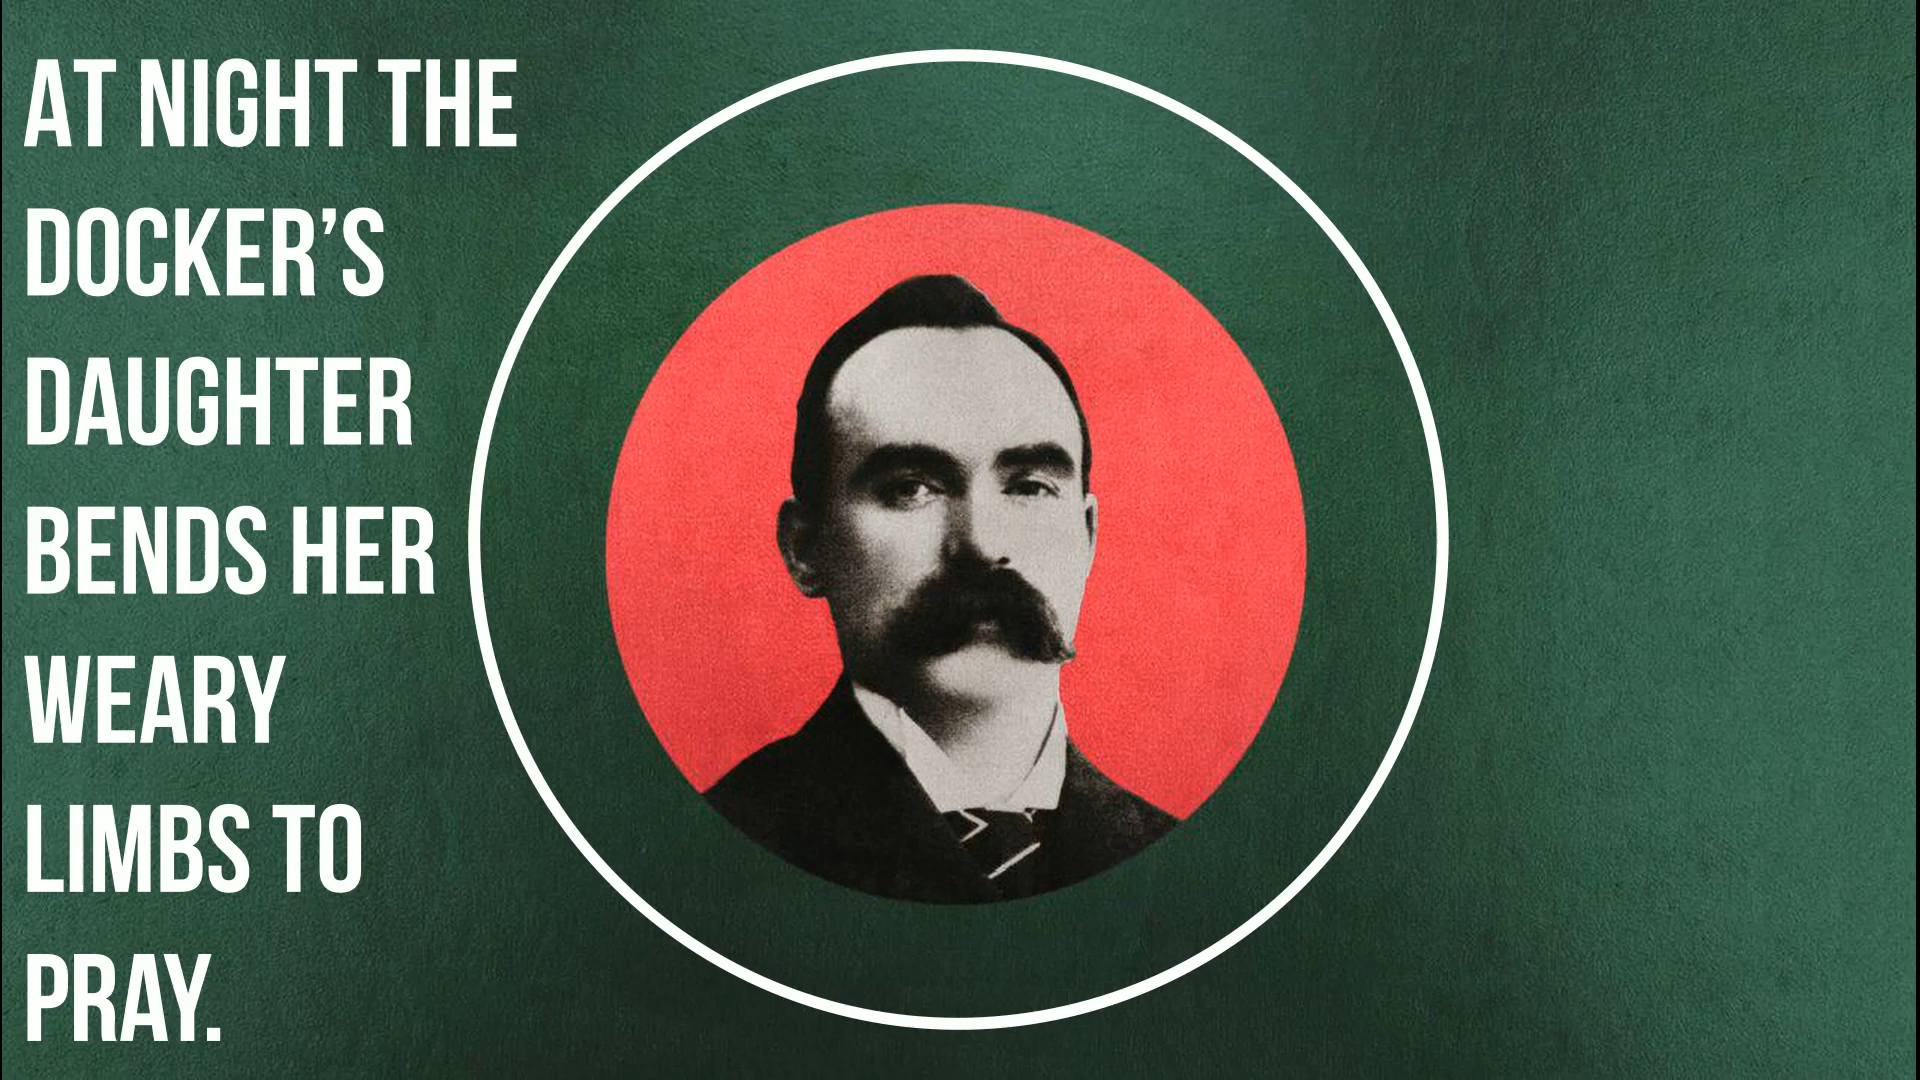 AT NIGHT THE
DOCKER’S
DAUGHTER
BENDS HER
WEARY
LIMBS TO
PRAY.